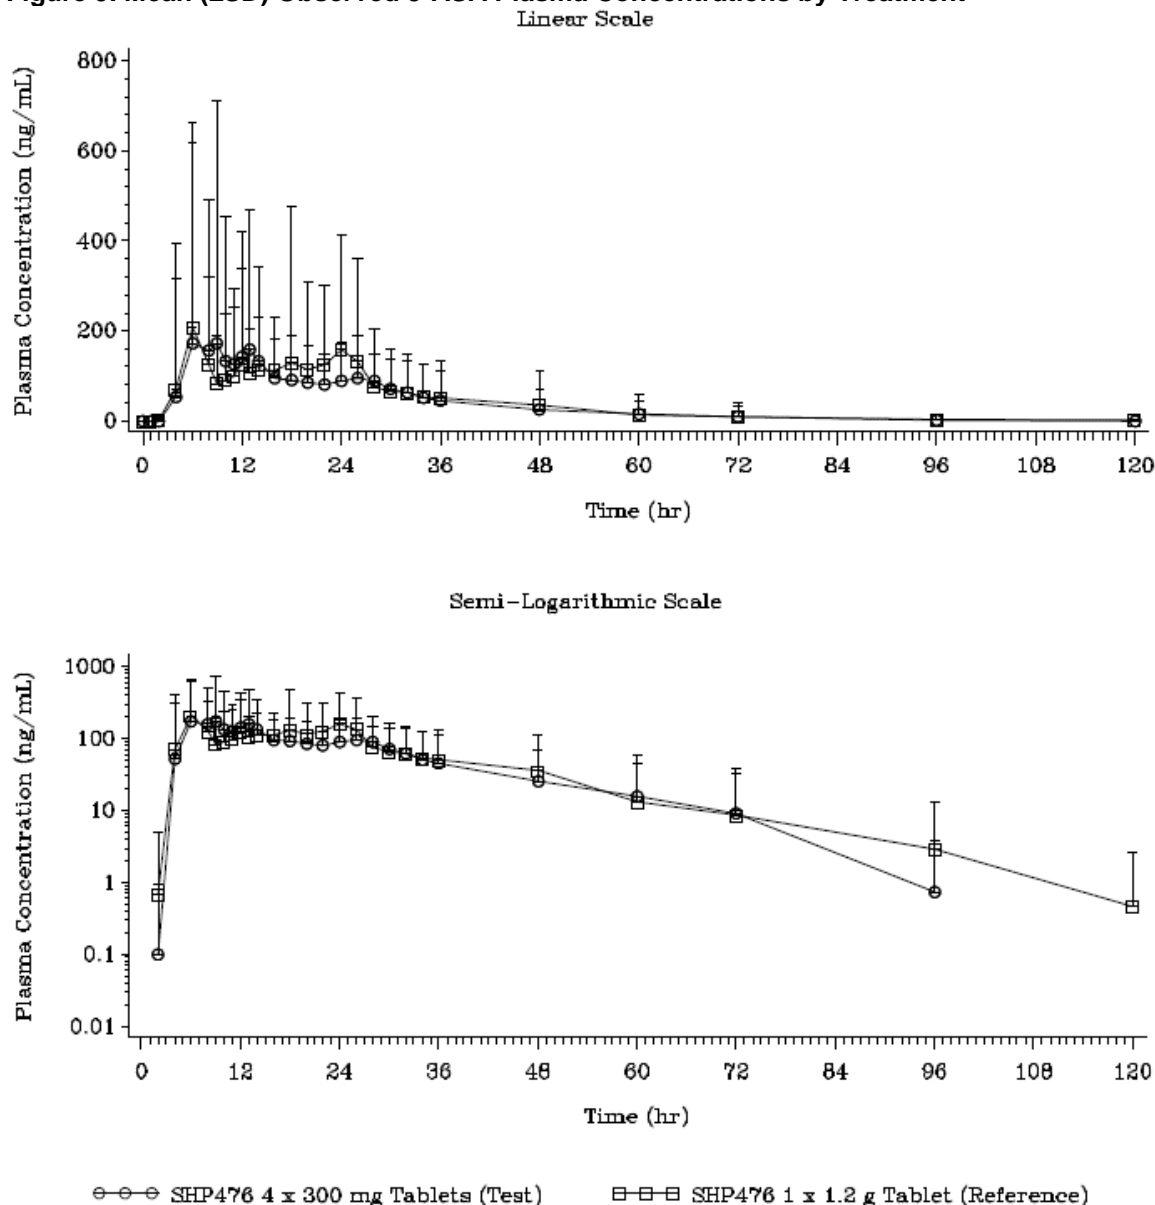 Linear Scale
Plasma Concentration (ng/mL)
800
600
400
200
0
0 12 24 36 48 60 72 84 96 108 120
Time (hr)
Semi-Logarithmic Scale
Plasma Concentration (ng/mL)
1000
100
10
1
0.1
0.01
0 12 24 36 48 60 72 84 96 108 120
Time (hr)
SHP476 4 x 300 mg Tablets (Test) SHP476 1 x 1.2 g Tablet (Reference)